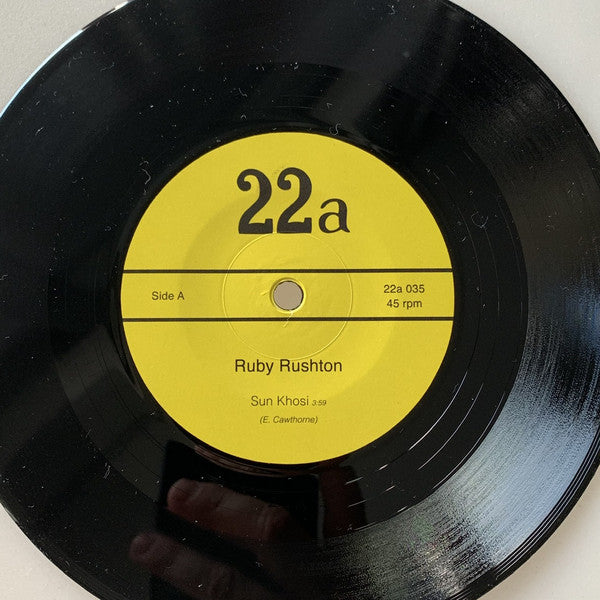 22a
Side A
22a 035
45 rpm
Ruby Rushton
Sun Khosi 3:59
(E. Cawthorne)